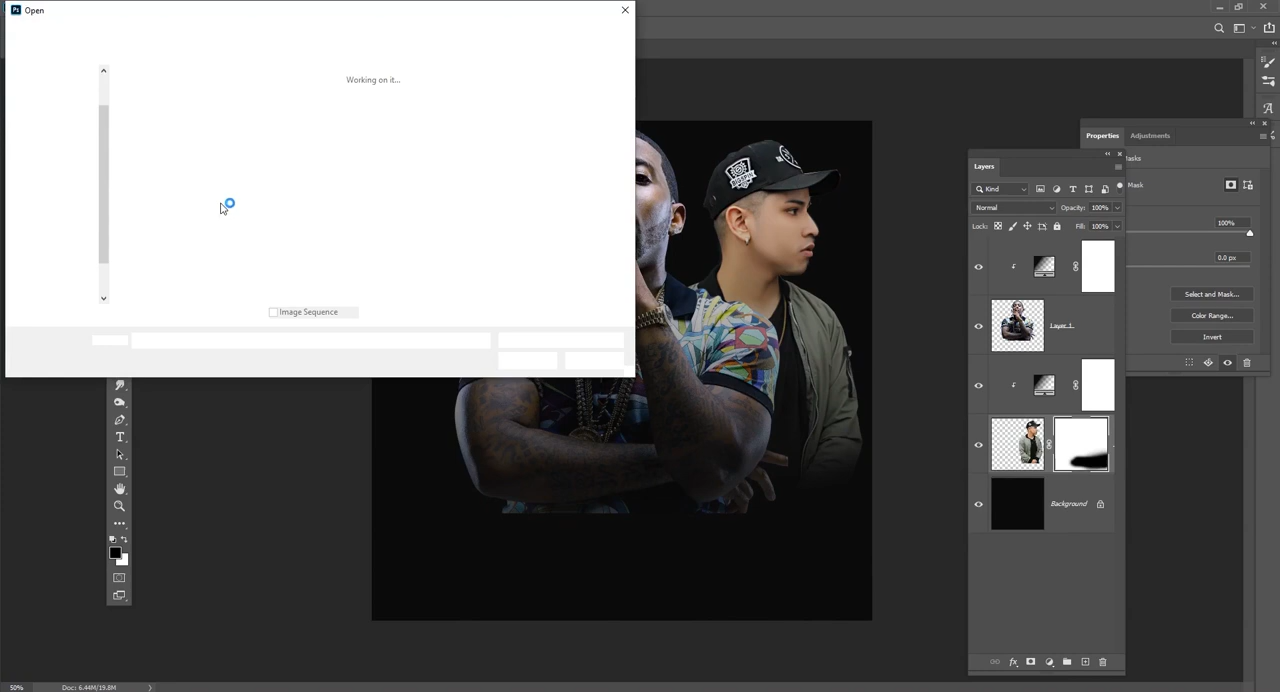 Ps Open
Working on it...
Image Sequence
Properties
Adjustments
Masks
Layers
Mask
Kind
Normal
Opacity: 100%
Lock:
Fill: 100%
100%
0.0 px
Select and Mask...
Color Range...
Invert
Layer 1
Background
50%
Doc: 6.44M/19.8M